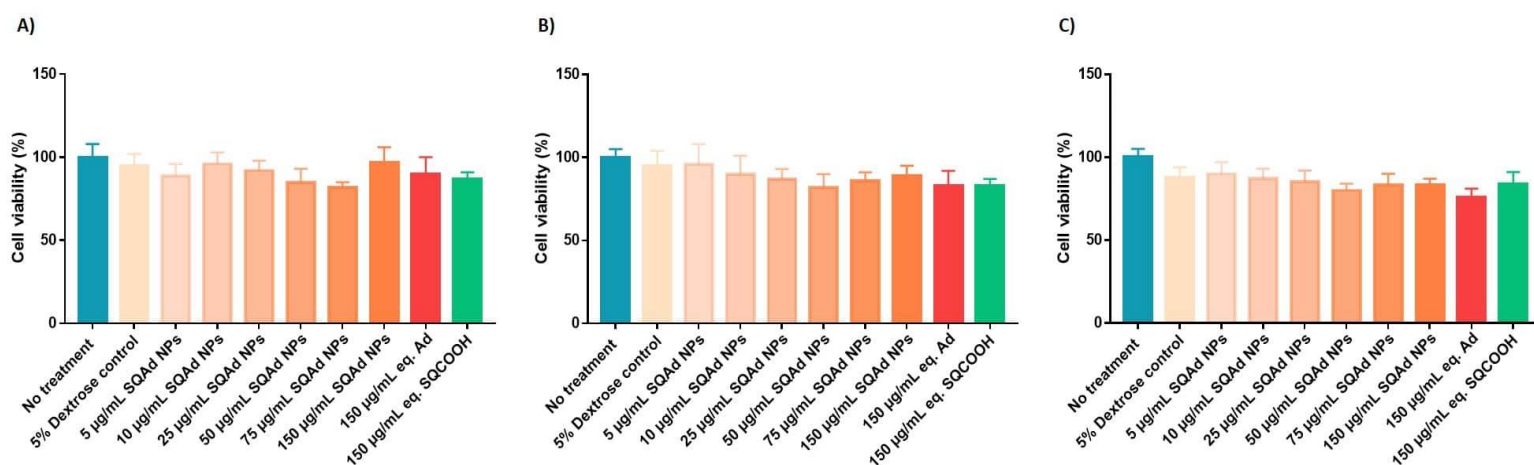 A)
150
100
50
0
Cell viability (%)
No treatment
5% Dextrose control
5 µg/mL SQAd NPs
10 µg/mL SQAd NPs
25 µg/mL SQAd NPs
50 µg/mL SQAd NPs
75 µg/mL SQAd NPs
150 µg/mL SQAd NPs
150 µg/mL eq. Ad
150 µg/mL eq. SQCOOH
B)
150
100
50
0
Cell viability (%)
No treatment
5% Dextrose control
5 µg/mL SQAd NPs
10 µg/mL SQAd NPs
25 µg/mL SQAd NPs
50 µg/mL SQAd NPs
75 µg/mL SQAd NPs
150 µg/mL SQAd NPs
150 µg/mL eq. Ad
150 µg/mL eq. SQCOOH
C)
150
100
50
0
Cell viability (%)
No treatment
5% Dextrose control
5 µg/mL SQAd NPs
10 µg/mL SQAd NPs
25 µg/mL SQAd NPs
50 µg/mL SQAd NPs
75 µg/mL SQAd NPs
150 µg/mL SQAd NPs
150 µg/mL eq. Ad
150 µg/mL eq. SQCOOH